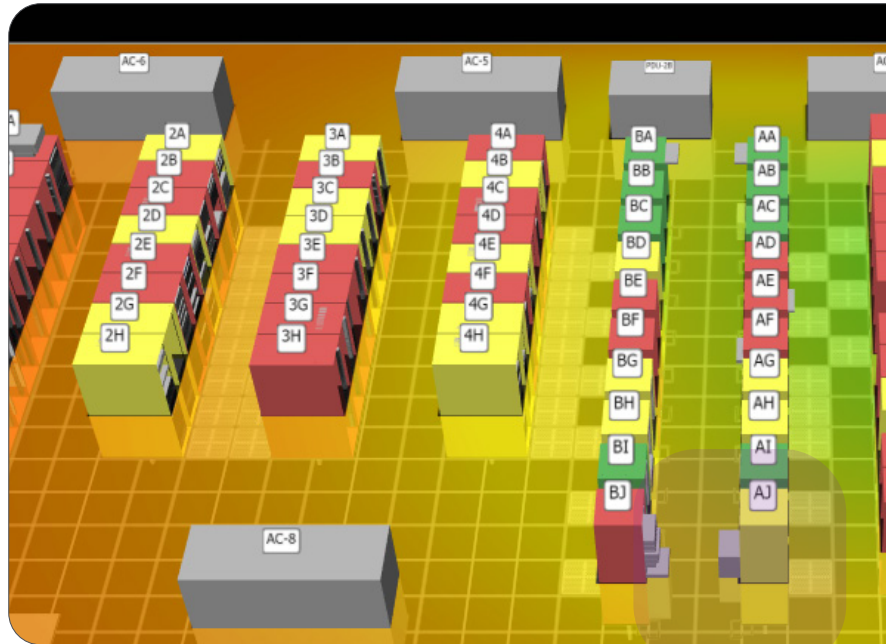 AC-6
AC-5
PDU-2B
2A
2B
2C
2D
2E
2F
2G
2H
3A
3B
3C
3D
3E
3F
3G
3H
4A
4B
4C
4D
4E
4F
4G
4H
BA
BB
BC
BD
BE
BF
BG
BH
BI
BJ
AA
AB
AC
AD
AE
AF
AG
AH
AI
AJ
AC-8